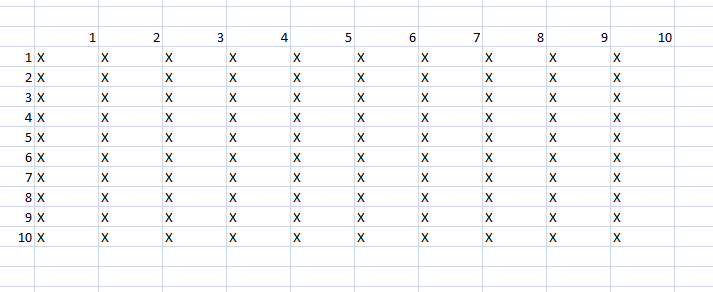 1 2 3 4 5 6 7 8 9 10
1 X X X X X X X X X X
2 X X X X X X X X X X
3 X X X X X X X X X X
4 X X X X X X X X X X
5 X X X X X X X X X X
6 X X X X X X X X X X
7 X X X X X X X X X X
8 X X X X X X X X X X
9 X X X X X X X X X X
10 X X X X X X X X X X